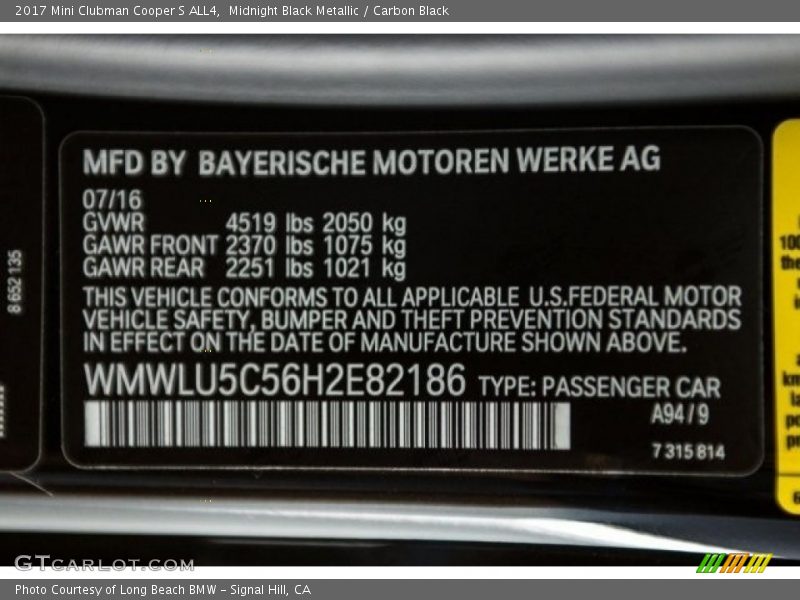 2017 Mini Clubman Cooper S ALL4,  Midnight Black Metallic / Carbon Black
MFD BY BAYERISCHE MOTOREN WERKE AG
07/16
GVWR 4519 lbs 2050 kg
GAWR FRONT 2370 lbs 1075 kg
GAWR REAR 2251 lbs 1021 kg
THIS VEHICLE CONFORMS TO ALL APPLICABLE U.S.FEDERAL MOTOR
VEHICLE SAFETY, BUMPER AND THEFT PREVENTION STANDARDS
IN EFFECT ON THE DATE OF MANUFACTURE SHOWN ABOVE.
WMWLU5C56H2E82186 TYPE: PASSENGER CAR
A94/9
7 315 814
8 652 135
100
the
km
GTCARLOT.COM
Photo Courtesy of Long Beach BMW – Signal Hill, CA